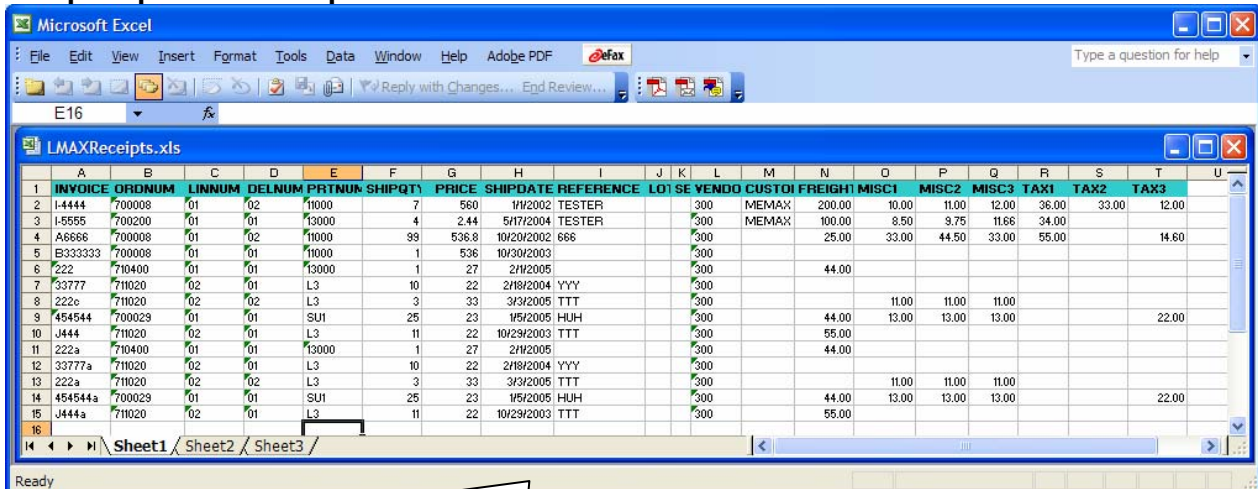 Microsoft Excel
File Edit View Insert Format Tools Data Window Help Adobe PDF eFax Type a question for help
Reply with Changes... End Review...
E16 fx
LMAXReceipts.xls
A B C D E F G H I J K L M N O P Q R S T U
1 INVOICE ORDNUM LINNUM DELNUM PRTNUM SHIPQTY PRICE SHIPDATE REFERENCE LOT SE VENDO CUSTOI FREIGHT MISC1 MISC2 MISC3 TAX1 TAX2 TAX3
2 I-4444 700008 01 02 11000 7 560 1/1/2002 TESTER 300 MEMAX 200.00 10.00 11.00 12.00 36.00 33.00 12.00
3 I-5555 700200 01 01 13000 4 2.44 5/17/2004 TESTER 300 MEMAX 100.00 8.50 9.75 11.66 34.00
4 A6666 700008 01 02 11000 99 536.8 10/20/2002 666 300 25.00 33.00 44.50 33.00 55.00 14.60
5 B333333 700008 01 01 11000 1 536 10/30/2003 300
6 222 710400 01 01 13000 1 27 2/1/2005 300 44.00
7 33777 711020 02 01 L3 10 22 2/18/2004 YYY 300
8 222c 711020 02 02 L3 3 33 3/3/2005 TTT 300 11.00 11.00 11.00
9 454544 700029 01 01 SU1 25 23 1/5/2005 HUH 300 44.00 13.00 13.00 13.00 22.00
10 J444 711020 02 01 L3 11 22 10/29/2003 TTT 300 55.00
11 222a 710400 01 01 13000 1 27 2/1/2005 300 44.00
12 33777a 711020 02 01 L3 10 22 2/18/2004 YYY 300
13 222a 711020 02 02 L3 3 33 3/3/2005 TTT 300 11.00 11.00 11.00
14 454544a 700029 01 01 SU1 25 23 1/5/2005 HUH 300 44.00 13.00 13.00 13.00 22.00
15 J444a 711020 02 01 L3 11 22 10/29/2003 TTT 300 55.00
16
Sheet1 Sheet2 Sheet3
Ready